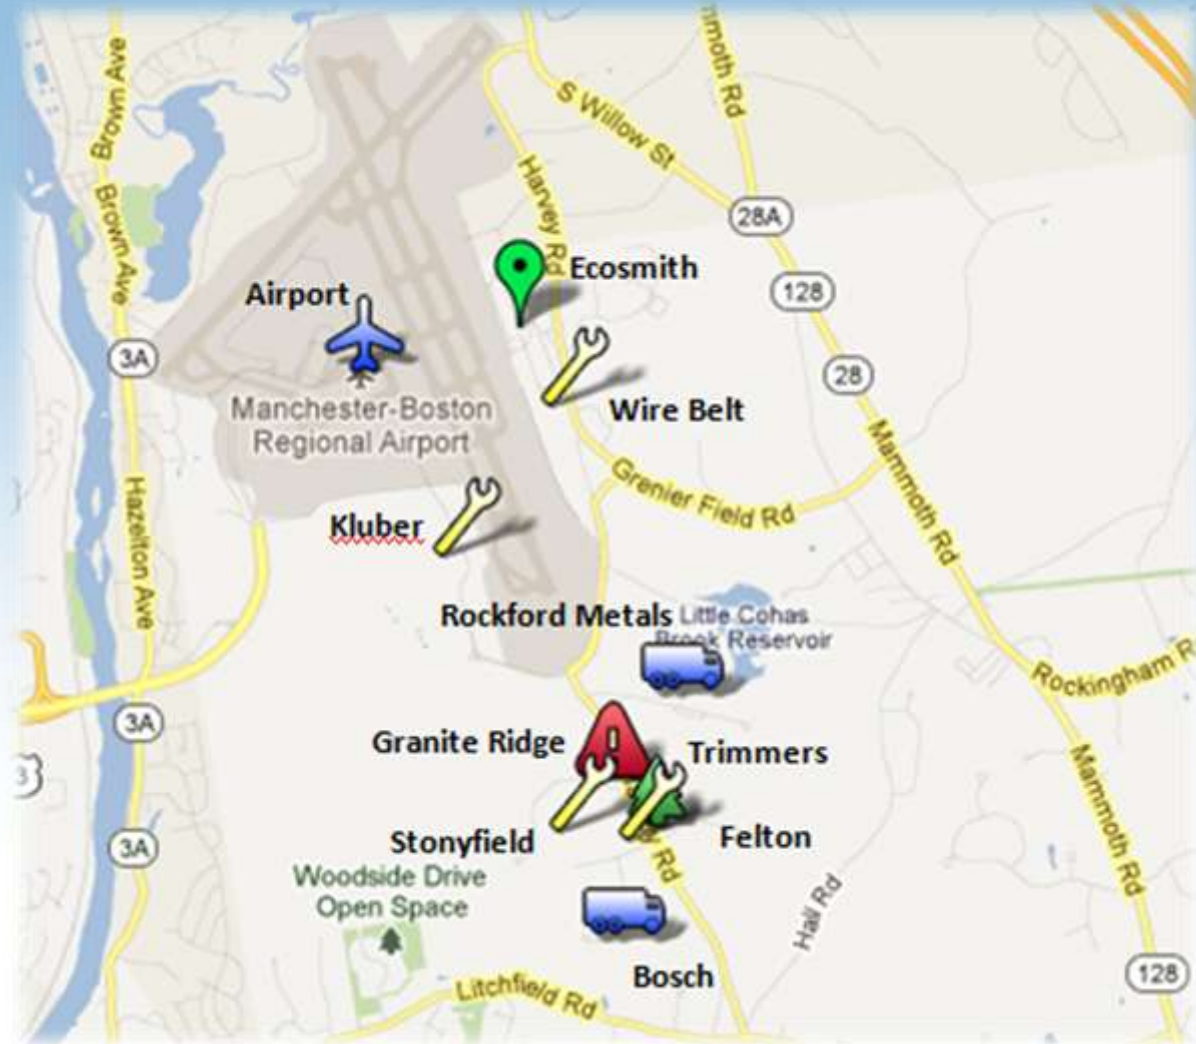 Brown Ave
mmoth Rd
S Willow St
Harvey Rd
Brown Ave
28A
Ecosmith
Airport
128
3A
28
Manchester-Boston
Regional Airport
Wire Belt
Mammoth Rd
Grenier Field Rd
Hazelton Ave
Kluber
Rockford Metals
Little Cohas
Brook Reservoir
Rockingham R
3A
Granite Ridge
Trimmers
3
Mammoth Rd
Stonyfield
Felton
3A
Rd
Woodside Drive
Open Space
Hall Rd
Bosch
128
Litchfield Rd